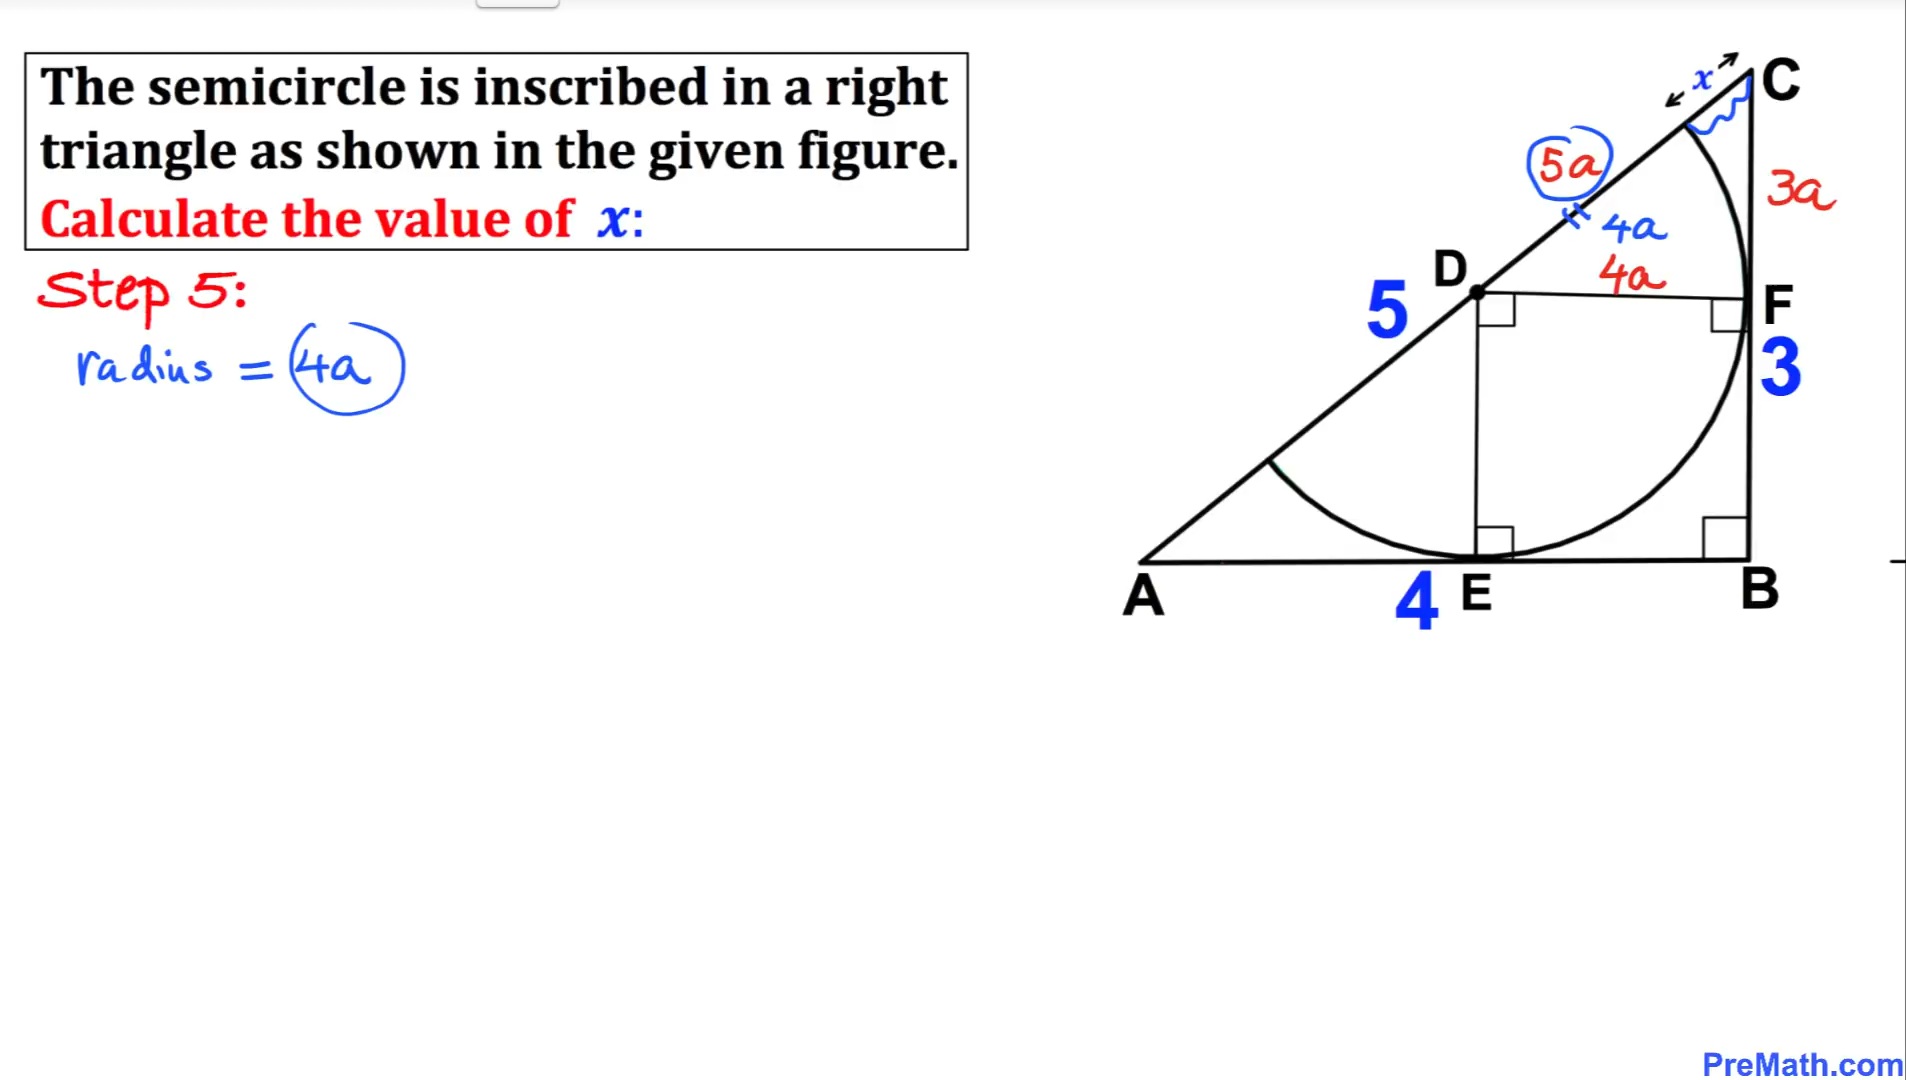 The semicircle is inscribed in a right
triangle as shown in the given figure.
Calculate the value of x:
Step 5:
radius = 4a
x
C
5a
3a
4a
D
4a
5
F
3
A
4
E
B
PreMath.com